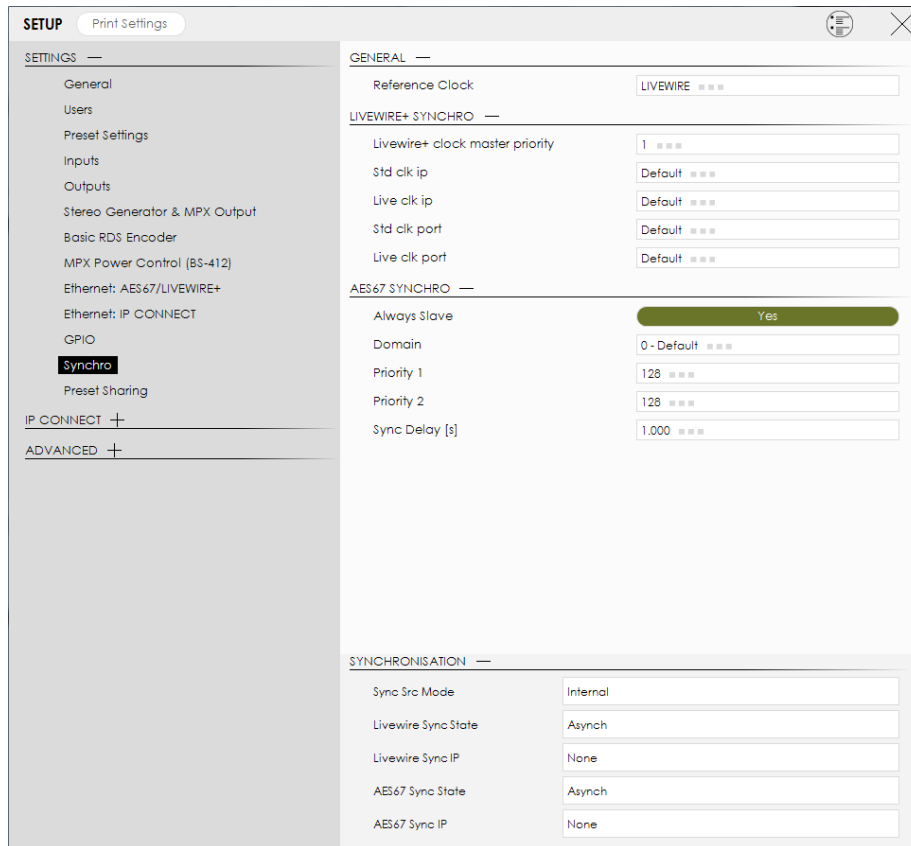 SETUP Print Settings
SETTINGS
General
Users
Preset Settings
Inputs
Outputs
Stereo Generator & MPX Output
Basic RDS Encoder
MPX Power Control (BS-412)
Ethernet: AES67/LIVEWIRE+
Ethernet: IP CONNECT
GPIO
Synchro
Preset Sharing
IP CONNECT
ADVANCED
GENERAL
Reference Clock LIVEWIRE
LIVEWIRE+ SYNCHRO
Livewire+ clock master priority 1
Std clk ip Default
Live clk ip Default
Std clk port Default
Live clk port Default
AES67 SYNCHRO
Always Slave Yes
Domain 0 - Default
Priority 1 128
Priority 2 128
Sync Delay [s] 1.000
SYNCHRONISATION
Sync Src Mode Internal
Livewire Sync State Asynch
Livewire Sync IP None
AES67 Sync State Asynch
AES67 Sync IP None